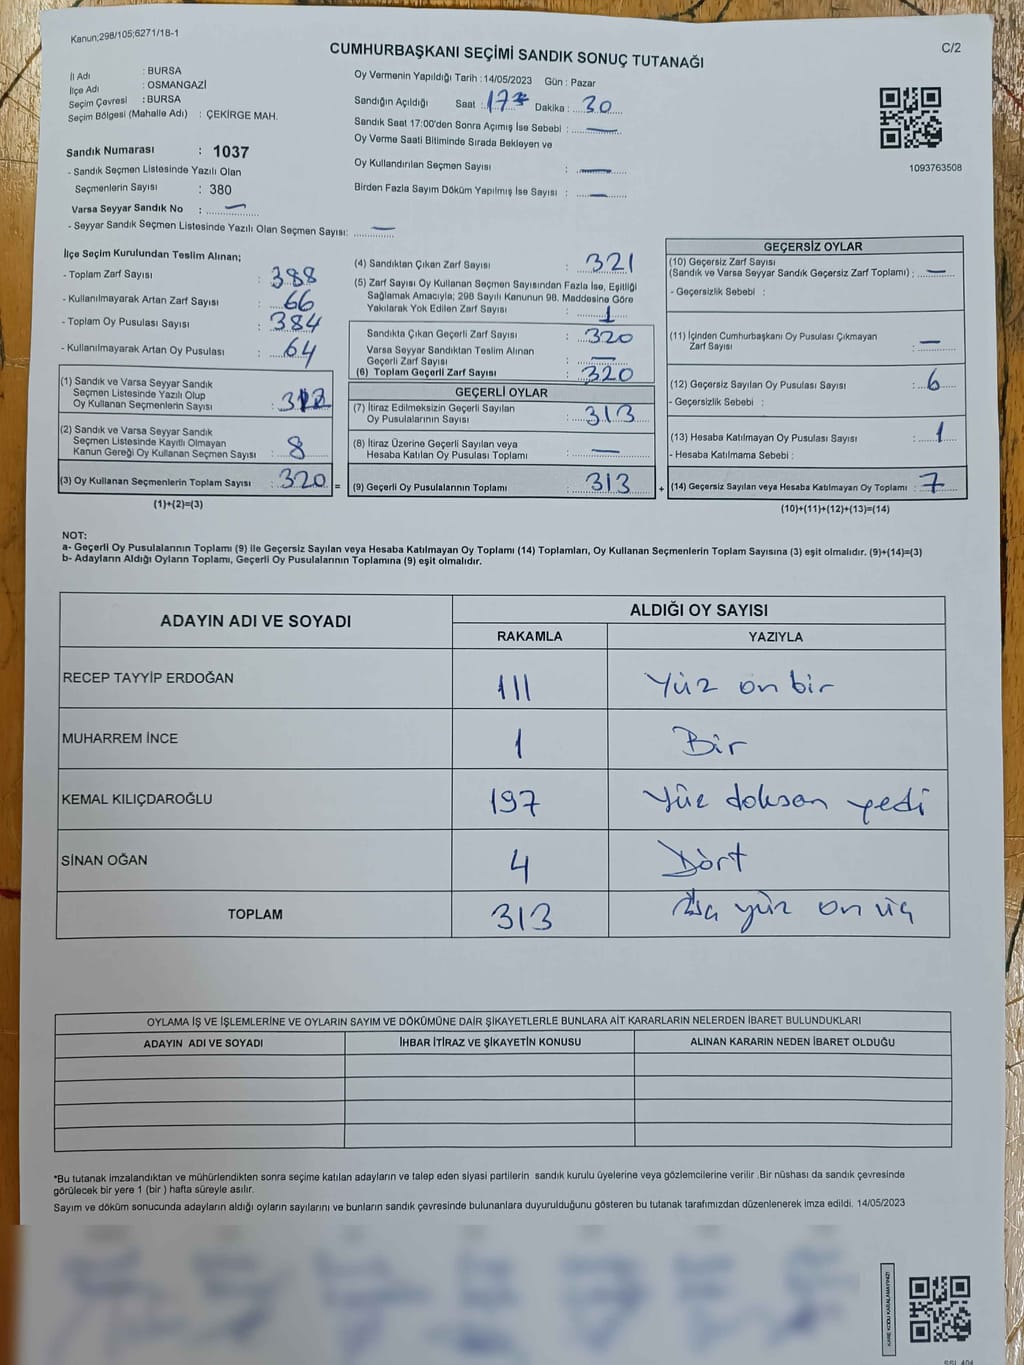 Kanun;298/105;6271/18-1
C/2
CUMHURBAŞKANI SEÇİMİ SANDIK SONUÇ TUTANAĞI
İl Adı : BURSA
İlçe Adı : OSMANGAZİ
Seçim Çevresi : BURSA
Seçim Bölgesi (Mahalle Adı) : ÇEKİRGE MAH.
Sandık Numarası : 1037
- Sandık Seçmen Listesinde Yazılı Olan
Seçmenlerin Sayısı : 380
Varsa Seyyar Sandık No : —
- Seyyar Sandık Seçmen Listesinde Yazılı Olan Seçmen Sayısı: —
Oy Vermenin Yapıldığı Tarih :14/05/2023 Gün : Pazar
Sandığın Açıldığı Saat : 17 Dakika : 30
Sandık Saat 17:00'den Sonra Açımış İse Sebebi : —
Oy Verme Saati Bitiminde Sırada Bekleyen ve
Oy Kullandırılan Seçmen Sayısı : —
Birden Fazla Sayım Döküm Yapılmış İse Sayısı : —
1093763508
İlçe Seçim Kurulundan Teslim Alınan;
- Toplam Zarf Sayısı : 388
- Kullanılmayarak Artan Zarf Sayısı : 66
- Toplam Oy Pusulası Sayısı : 384
- Kullanılmayarak Artan Oy Pusulası : 64
(1) Sandık ve Varsa Seyyar Sandık
Seçmen Listesinde Yazılı Olup
Oy Kullanan Seçmenlerin Sayısı : 312
(2) Sandık ve Varsa Seyyar Sandık
Seçmen Listesinde Kayıtlı Olmayan
Kanun Gereği Oy Kullanan Seçmen Sayısı : 8
(3) Oy Kullanan Seçmenlerin Toplam Sayısı : 320 =
(1)+(2)=(3)
(4) Sandıktan Çıkan Zarf Sayısı : 321
(5) Zarf Sayısı Oy Kullanan Seçmen Sayısından Fazla İse, Eşitliği
Sağlamak Amacıyla; 298 Sayılı Kanunun 98. Maddesine Göre
Yakılarak Yok Edilen Zarf Sayısı : 1
Sandıkta Çıkan Geçerli Zarf Sayısı : 320
Varsa Seyyar Sandıktan Teslim Alınan
Geçerli Zarf Sayısı : —
(6) Toplam Geçerli Zarf Sayısı : 320
GEÇERLİ OYLAR
(7) İtiraz Edilmeksizin Geçerli Sayılan
Oy Pusulalarının Sayısı : 313
(8) İtiraz Üzerine Geçerli Sayılan veya
Hesaba Katılan Oy Pusulası Toplamı : —
(9) Geçerli Oy Pusulalarının Toplamı : 313 +
GEÇERSİZ OYLAR
(10) Geçersiz Zarf Sayısı
(Sandık ve Varsa Seyyar Sandık Geçersiz Zarf Toplamı) : —
- Geçersizlik Sebebi :
(11) İçinden Cumhurbaşkanı Oy Pusulası Çıkmayan
Zarf Sayısı : —
(12) Geçersiz Sayılan Oy Pusulası Sayısı : 6
- Geçersizlik Sebebi :
(13) Hesaba Katılmayan Oy Pusulası Sayısı : 1
- Hesaba Katılmama Sebebi :
(14) Geçersiz Sayılan veya Hesaba Katılmayan Oy Toplamı : 7
(10)+(11)+(12)+(13)=(14)
NOT:
a- Geçerli Oy Pusulalarının Toplamı (9) ile Geçersiz Sayılan veya Hesaba Katılmayan Oy Toplamı (14) Toplamları, Oy Kullanan Seçmenlerin Toplam Sayısına (3) eşit olmalıdır. (9)+(14)=(3)
b- Adayların Aldığı Oyların Toplamı, Geçerli Oy Pusulalarının Toplamına (9) eşit olmalıdır.
ADAYIN ADI VE SOYADI
ALDIĞI OY SAYISI
RAKAMLA YAZIYLA
RECEP TAYYİP ERDOĞAN 111 Yüz on bir
MUHARREM İNCE 1 Bir
KEMAL KILIÇDAROĞLU 197 Yüz doksan yedi
SİNAN OĞAN 4 Dört
TOPLAM 313 Üç yüz on üç
OYLAMA İŞ VE İŞLEMLERİNE VE OYLARIN SAYIM VE DÖKÜMÜNE DAİR ŞİKAYETLERLE BUNLARA AİT KARARLARIN NELERDEN İBARET BULUNDUKLARI
ADAYIN ADI VE SOYADI İHBAR İTİRAZ VE ŞİKAYETİN KONUSU ALINAN KARARIN NEDEN İBARET OLDUĞU
*Bu tutanak imzalandıktan ve mühürlendikten sonra seçime katılan adayların ve talep eden siyasi partilerin sandık kurulu üyelerine veya gözlemcilerine verilir .Bir nüshası da sandık çevresinde
görülecek bir yere 1 (bir ) hafta süreyle asılır.
Sayım ve döküm sonucunda adayların aldığı oyların sayılarını ve bunların sandık çevresinde bulunanlara duyurulduğunu gösteren bu tutanak tarafımızdan düzenlenerek imza edildi. 14/05/2023
KARE KODU KARALAMAYINIZ!